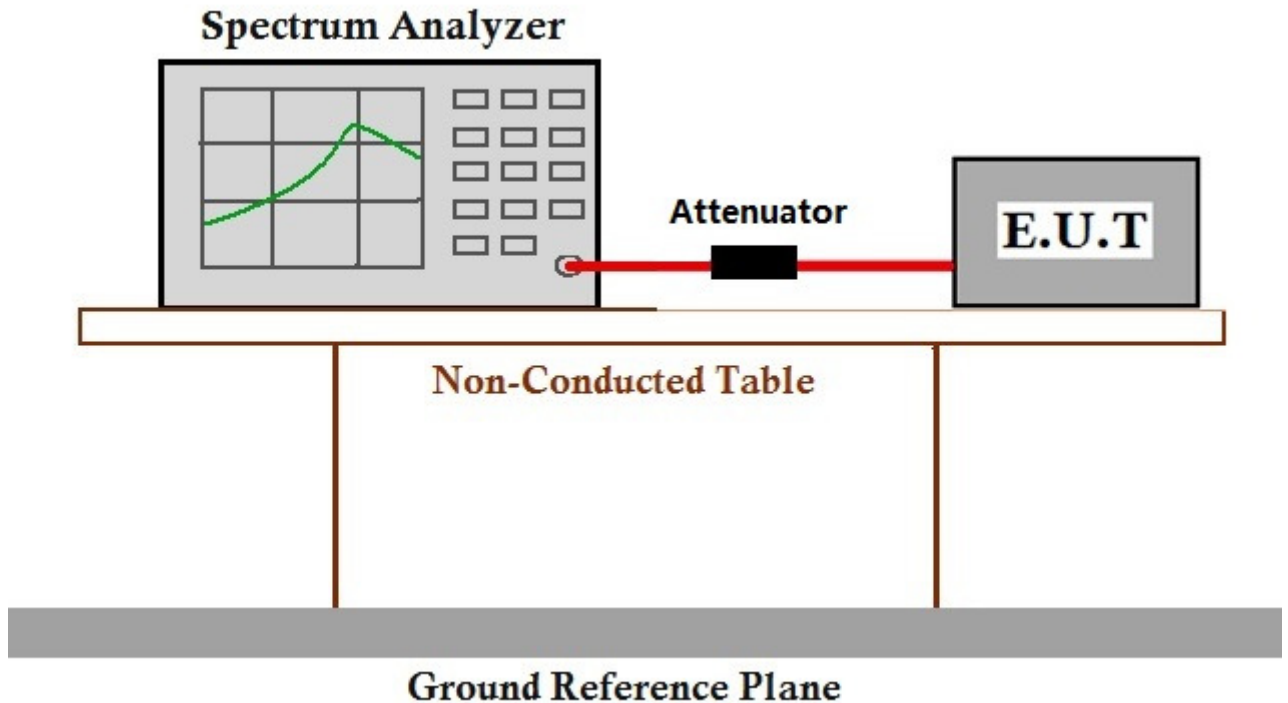 Spectrum Analyzer
Attenuator
E.U.T
Non-Conducted Table
Ground Reference Plane